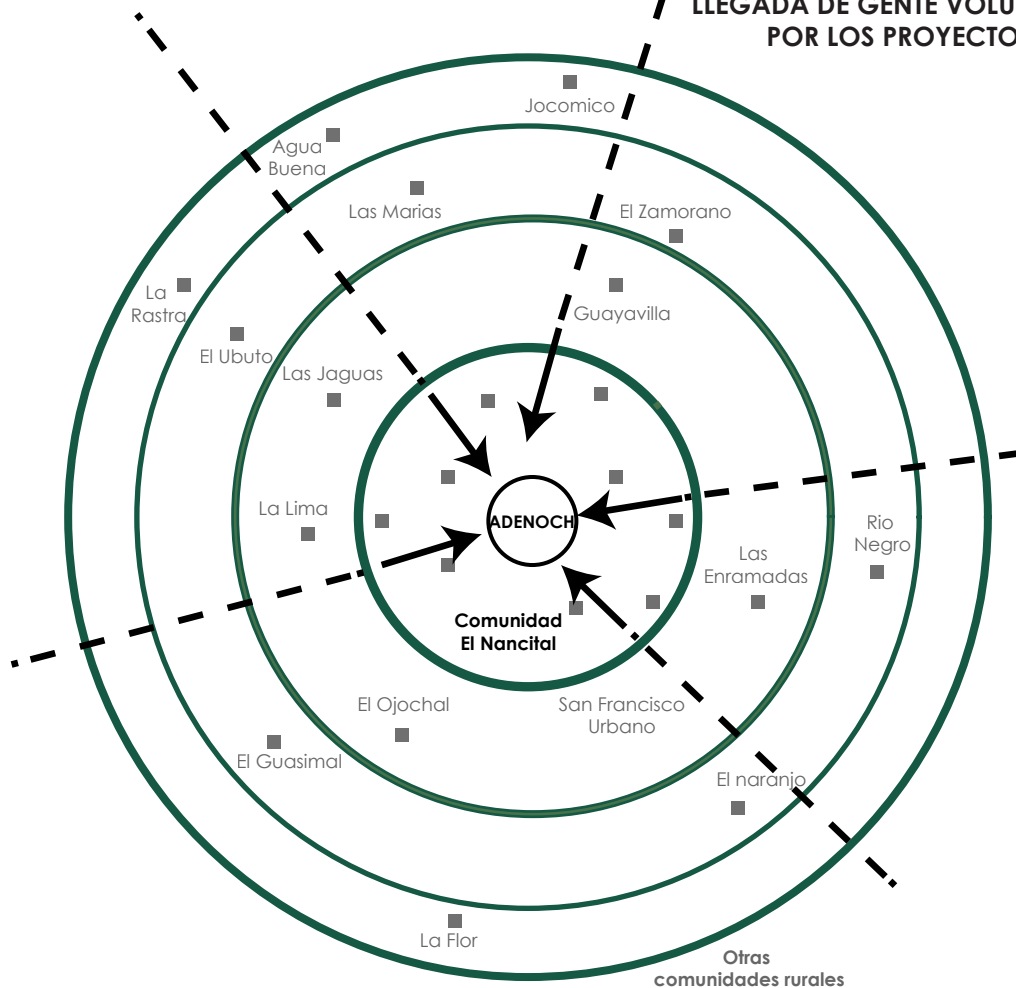 LLEGADA DE GENTE VOLU
POR LOS PROYECTO
Jocomico
Agua
Buena
Las Marias
El Zamorano
La
Rastra
Guayavilla
El Ubuto
Las Jaguas
La Lima
ADENOCH
Rio
Negro
Las
Enramadas
Comunidad
El Nancital
El Ojochal
San Francisco
Urbano
El Guasimal
El naranjo
La Flor
Otras
comunidades rurales